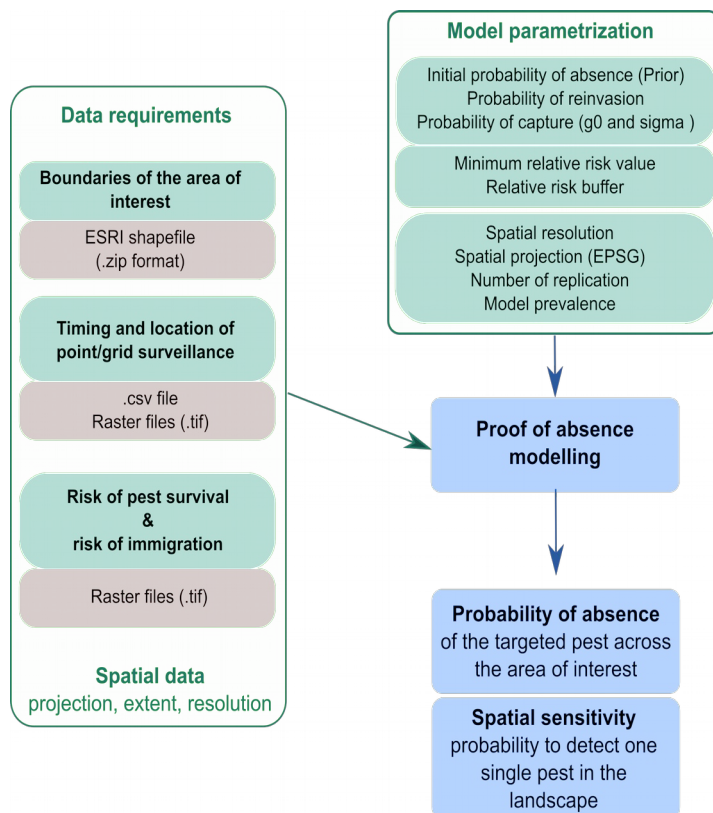 Model parametrization
Initial probability of absence (Prior)
Probability of reinvasion
Probability of capture (g0 and sigma )
Minimum relative risk value
Relative risk buffer
Spatial resolution
Spatial projection (EPSG)
Number of replication
Model prevalence
Data requirements
Boundaries of the area of
interest
ESRI shapefile
(.zip format)
Timing and location of
point/grid surveillance
.csv file
Raster files (.tif)
Risk of pest survival
&
risk of immigration
Raster files (.tif)
Spatial data
projection, extent, resolution
Proof of absence
modelling
Probability of absence
of the targeted pest across
the area of interest
Spatial sensitivity
probability to detect one
single pest in the
landscape